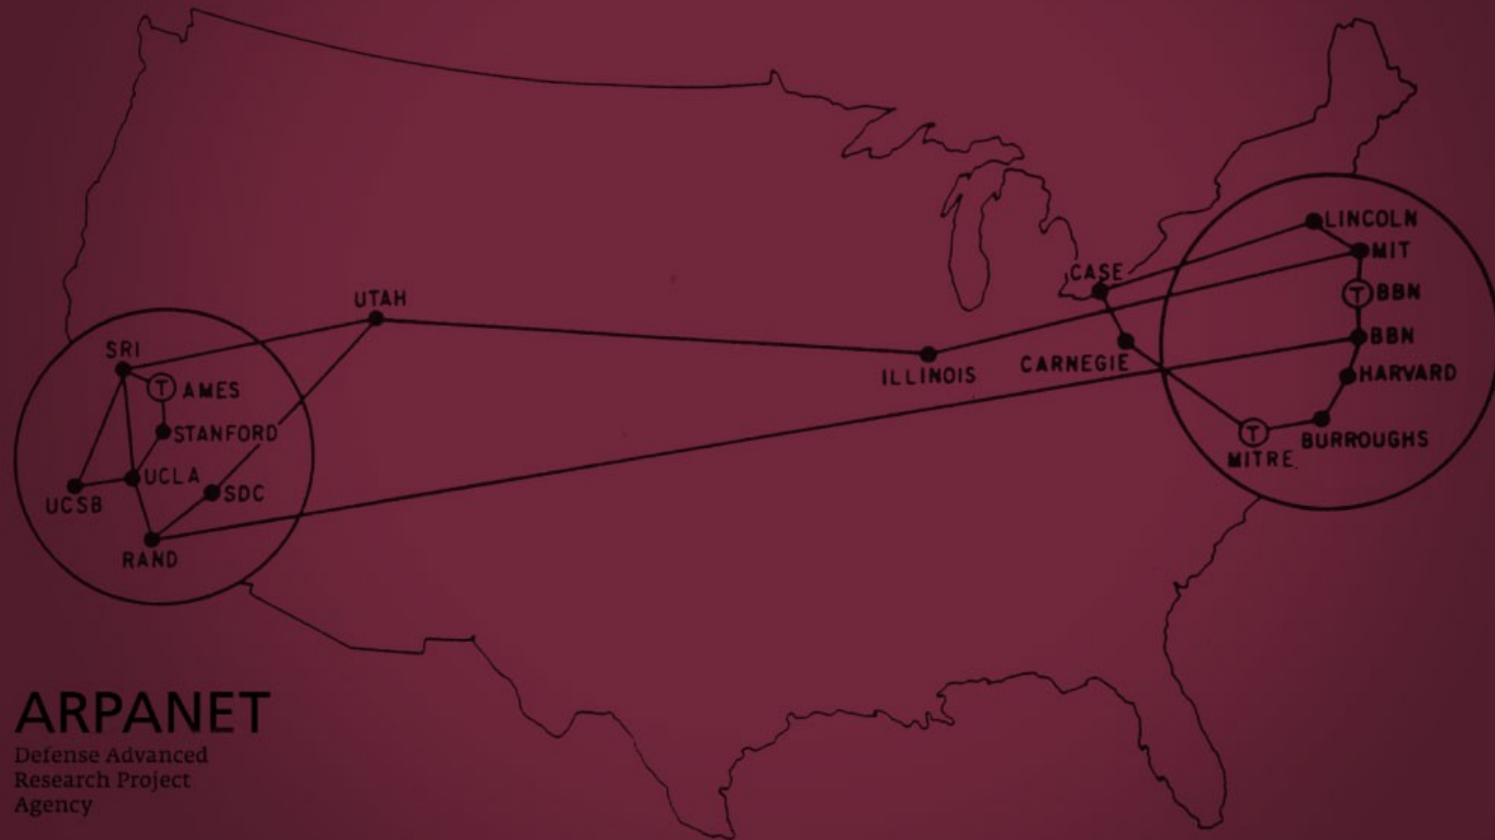 LINCOLN
MIT
CASE
T BBN
UTAH
BBN
SRI
CARNEGIE
ILLINOIS
HARVARD
T AMES
STANFORD
T
BURROUGHS
MITRE
UCLA
SDC
UCSB
RAND
ARPANET
Defense Advanced
Research Project
Agency